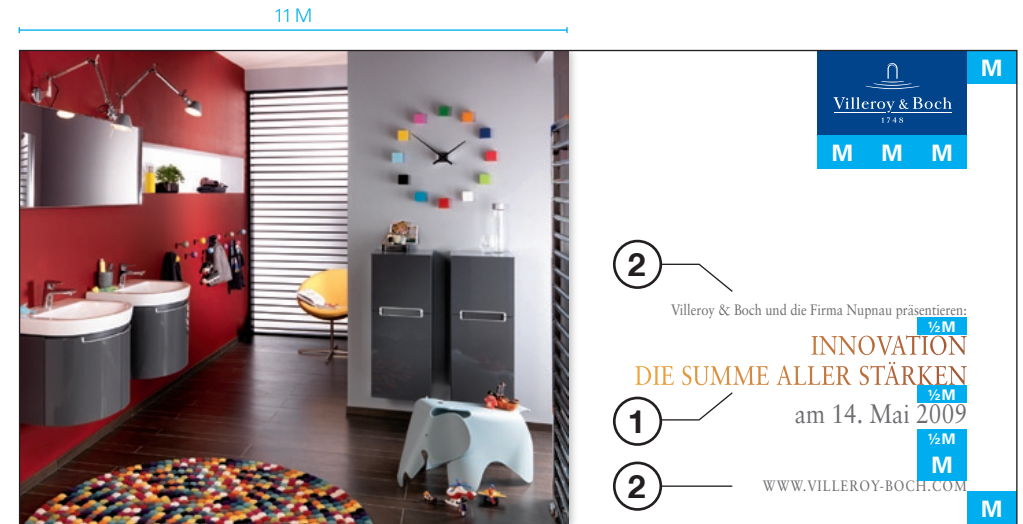 11 M
M
Villeroy & Boch
1748
M M M
2
Villeroy & Boch und die Firma Nupnau präsentieren:
½M
INNOVATION
DIE SUMME ALLER STÄRKEN
½M
1
am 14. Mai 2009
½M
M
2
WWW.VILLEROY-BOCH.COM
M